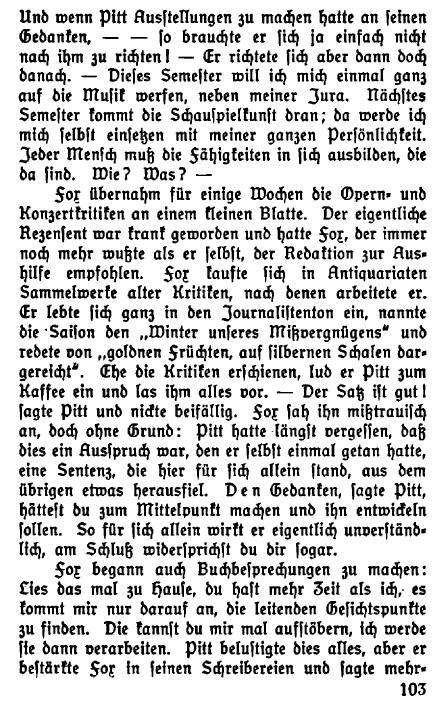 Und wenn Pitt Ausstellungen zu machen hatte an seinen
Gedanken, — — so brauchte er sich ja einfach nicht
nach ihm zu richten! — Er richtete sich aber dann doch
danach. — Dieses Semester will ich mich einmal ganz
auf die Musik werfen, neben meiner Jura. Nächstes
Semester kommt die Schauspielkunst dran; da werde ich
mich selbst einsetzen mit meiner ganzen Persönlichkeit.
Jeder Mensch muß die Fähigkeiten in sich ausbilden, die
da sind. Wie? Was? —
Fox übernahm für einige Wochen die Opern-und
Konzertkritiken an einem kleinen Blatte. Der eigentliche
Rezensent war krank geworden und hatte Fox, der immer
noch mehr wußte als er selbst, der Redaktion zur Aus-
hilfe empfohlen. Fox kaufte sich in Antiquariaten
Sammelwerke alter Kritiken, nach denen arbeitete er.
Er lebte sich ganz in den Journalistenton ein, nannte
die Saison den „Winter unseres Mißvergnügens“ und
redete von „goldnen Früchten, auf silbernen Schalen dar-
gereicht“. Ehe die Kritiken erschienen, lud er Pitt zum
Kaffee ein und las ihm alles vor. — Der Satz ist gut!
sagte Pitt und nickte beifällig. Fox sah ihn mißtrauisch
an, doch ohne Grund: Pitt hatte längst vergessen, daß
dies ein Ausspruch war, den er selbst einmal getan hatte,
eine Sentenz, die hier für sich allein stand, aus dem
übrigen etwas herausfiel. Den Gedanken, sagte Pitt,
hättest du zum Mittelpunkt machen und ihn entwickeln
sollen. So für sich allein wirkt er eigentlich unverständ-
lich, am Schluß widersprichst du dir sogar.
Fox begann auch Buchbesprechungen zu machen:
Lies das mal zu Hause, du hast mehr Zeit als ich, es
kommt mir nur darauf an, die leitenden Gesichtspunkte
zu finden. Die kannst du mir mal aufstöbern, ich werde
sie dann verarbeiten. Pitt belustigte dies alles, aber er
bestärkte Fox in seinen Schreibereien und sagte mehr-
103